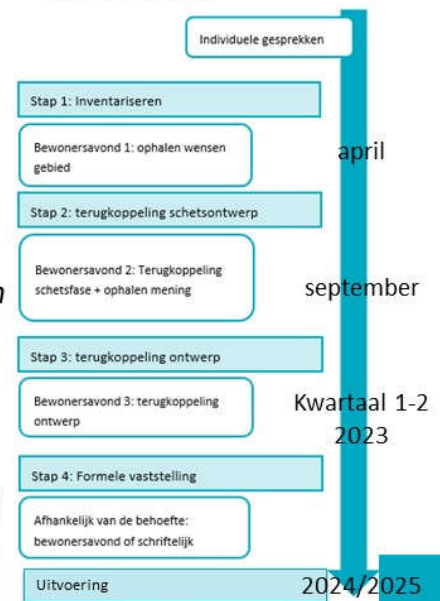 Individuele gesprekken
Stap 1: Inventariseren
Bewonersavond 1: ophalen wensen
gebied
april
Stap 2: terugkoppeling schetsontwerp
Bewonersavond 2: Terugkoppeling
schetsfase + ophalen mening
september
Stap 3: terugkoppeling ontwerp
Bewonersavond 3: terugkoppeling
ontwerp
Kwartaal 1-2
2023
Stap 4: Formele vaststelling
Afhankelijk van de behoefte:
bewonersavond of schriftelijk
Uitvoering
2024/2025